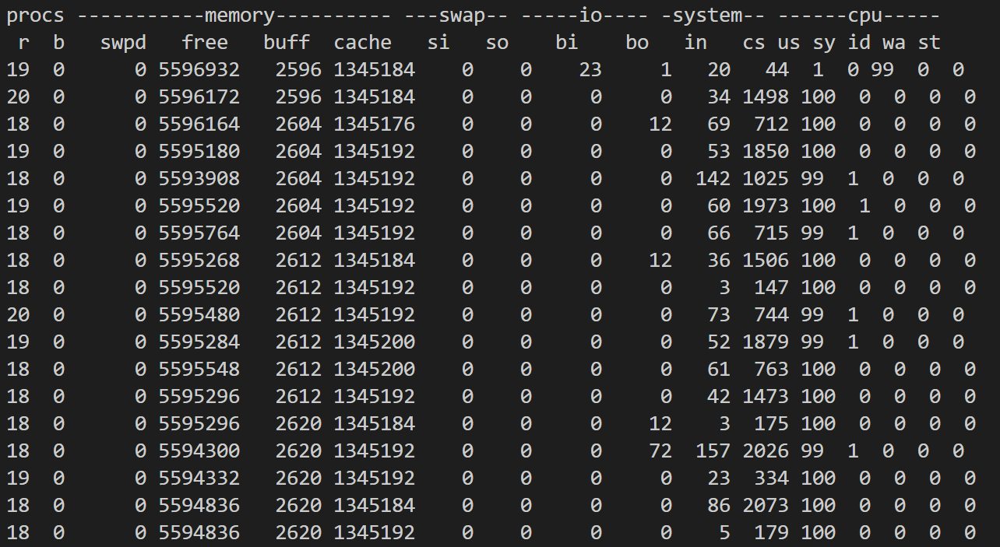 procs -----------memory---------- ---swap-- -----io---- -system-- ------cpu-----
 r  b   swpd   free   buff  cache   si   so    bi    bo   in   cs us sy id wa st
19  0      0 5596932   2596 1345184    0    0    23     1   20   44  1  0 99  0  0
20  0      0 5596172   2596 1345184    0    0     0     0   34 1498 100  0  0  0  0
18  0      0 5596164   2604 1345176    0    0     0    12   69  712 100  0  0  0  0
19  0      0 5595180   2604 1345192    0    0     0     0   53 1850 100  0  0  0  0
18  0      0 5593908   2604 1345192    0    0     0     0  142 1025 99  1  0  0  0
19  0      0 5595520   2604 1345192    0    0     0     0   60 1973 100  1  0  0  0
18  0      0 5595764   2604 1345192    0    0     0     0   66  715 99  1  0  0  0
18  0      0 5595268   2612 1345184    0    0     0    12   36 1506 100  0  0  0  0
18  0      0 5595520   2612 1345192    0    0     0     0    3  147 100  0  0  0  0
20  0      0 5595480   2612 1345192    0    0     0     0   73  744 99  1  0  0  0
19  0      0 5595284   2612 1345200    0    0     0     0   52 1879 99  1  0  0  0
18  0      0 5595548   2612 1345200    0    0     0     0   61  763 100  0  0  0  0
18  0      0 5595296   2612 1345192    0    0     0     0   42 1473 100  0  0  0  0
18  0      0 5595296   2620 1345184    0    0     0    12    3  175 100  0  0  0  0
18  0      0 5594300   2620 1345192    0    0     0    72  157 2026 99  1  0  0  0
19  0      0 5594332   2620 1345192    0    0     0     0   23  334 100  0  0  0  0
18  0      0 5594836   2620 1345184    0    0     0     0   86 2073 100  0  0  0  0
18  0      0 5594836   2620 1345192    0    0     0     0    5  179 100  0  0  0  0